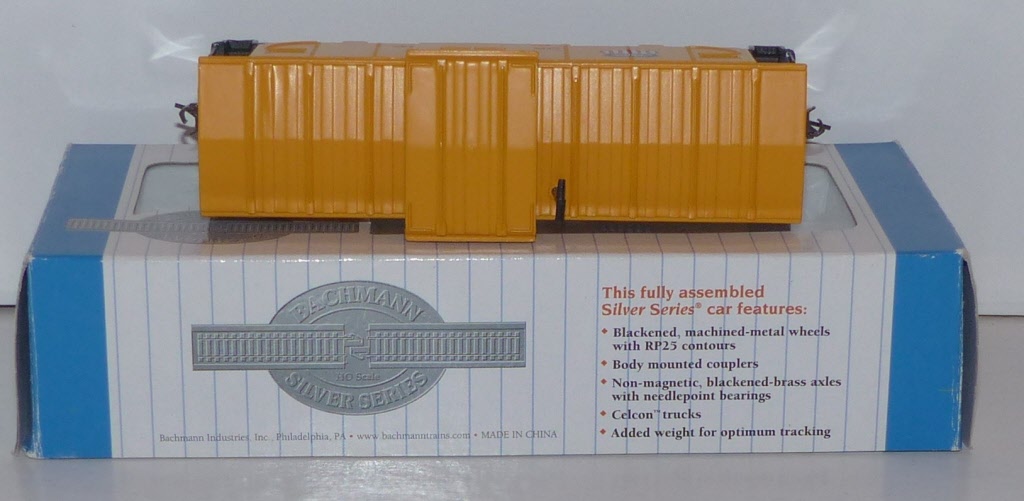 BACHMANN
HO Scale
SILVER SERIES
Bachmann Industries, Inc., Philadelphia, PA • www.bachmanntrains.com • MADE IN CHINA
This fully assembled
Silver Series® car features:
◆ Blackened, machined-metal wheels
with RP25 contours
◆ Body mounted couplers
◆ Non-magnetic, blackened-brass axles
with needlepoint bearings
◆ Celcon™ trucks
◆ Added weight for optimum tracking